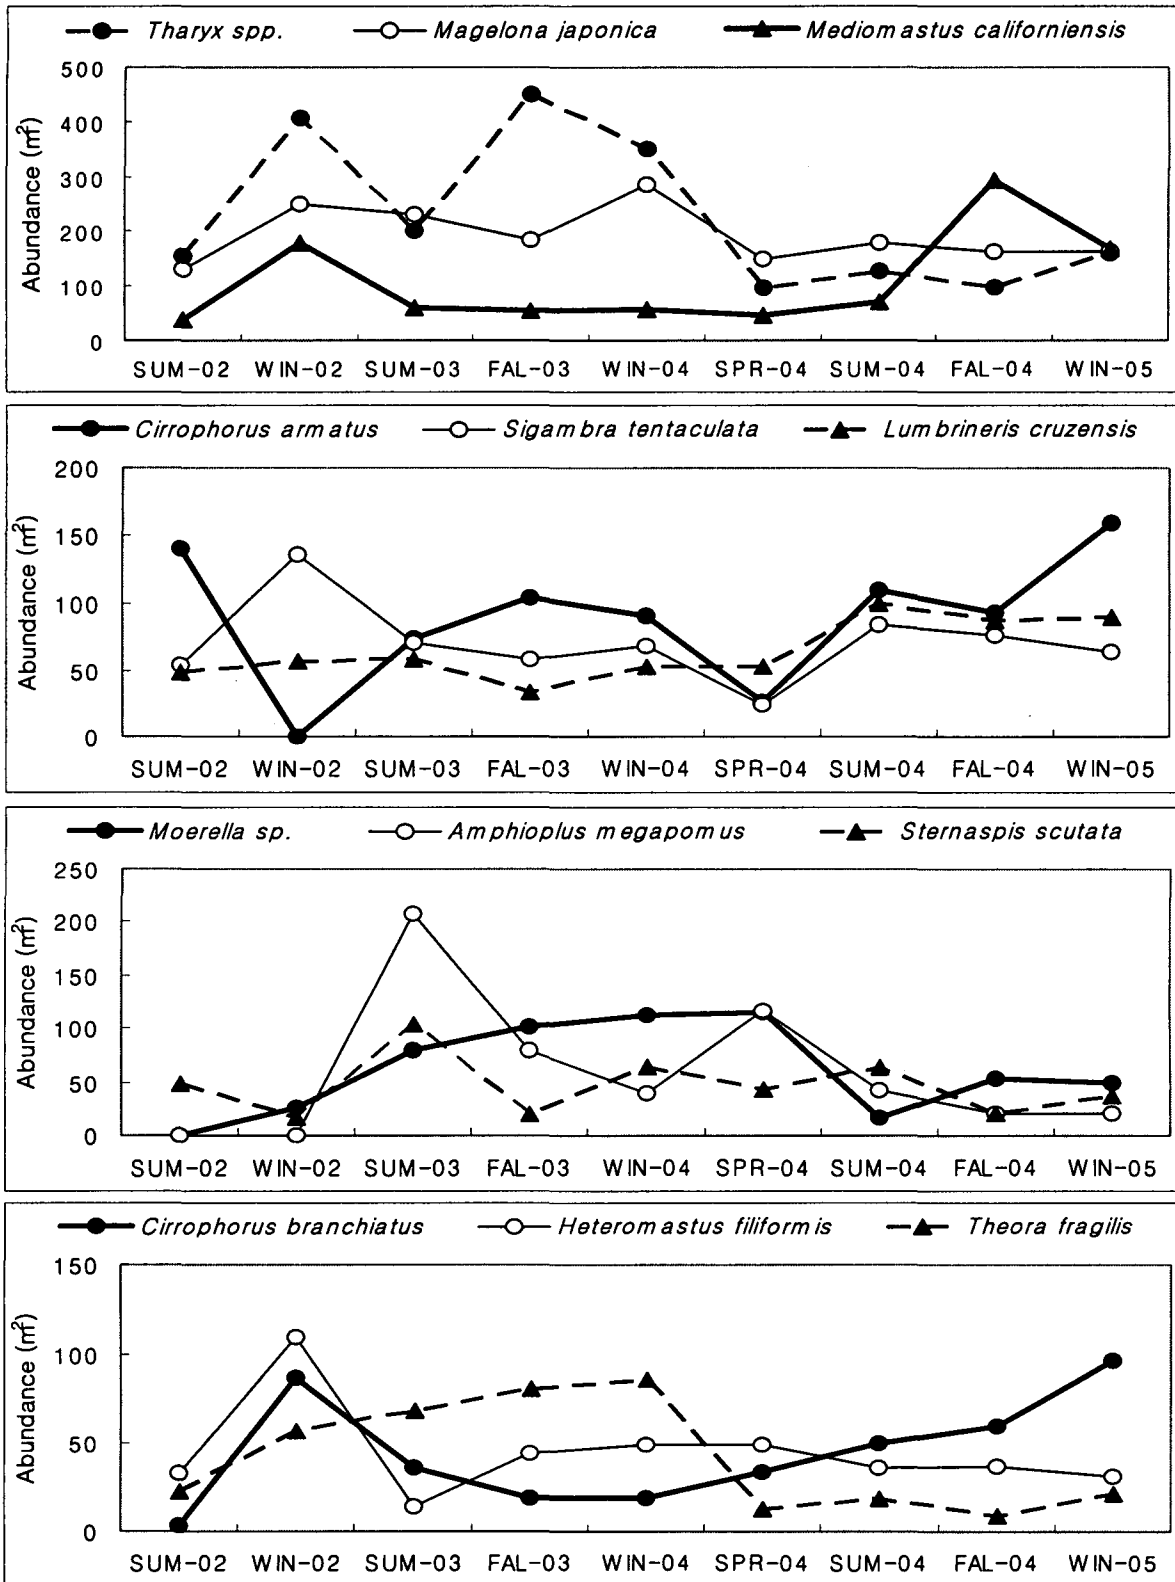 Tharyx spp. Magelona japonica Mediomastus californiensis
Abundance (m²)
500
400
300
200
100
0
SUM-02 WIN-02 SUM-03 FAL-03 WIN-04 SPR-04 SUM-04 FAL-04 WIN-05
Cirrophorus armatus Sigambra tentaculata Lumbrineris cruzensis
Abundance (m²)
200
150
100
50
0
SUM-02 WIN-02 SUM-03 FAL-03 WIN-04 SPR-04 SUM-04 FAL-04 WIN-05
Moerella sp. Amphioplus megapomus Sternaspis scutata
Abundance (m²)
250
200
150
100
50
0
SUM-02 WIN-02 SUM-03 FAL-03 WIN-04 SPR-04 SUM-04 FAL-04 WIN-05
Cirrophorus branchiatus Heteromastus filiformis Theora fragilis
Abundance (m²)
150
100
50
0
SUM-02 WIN-02 SUM-03 FAL-03 WIN-04 SPR-04 SUM-04 FAL-04 WIN-05